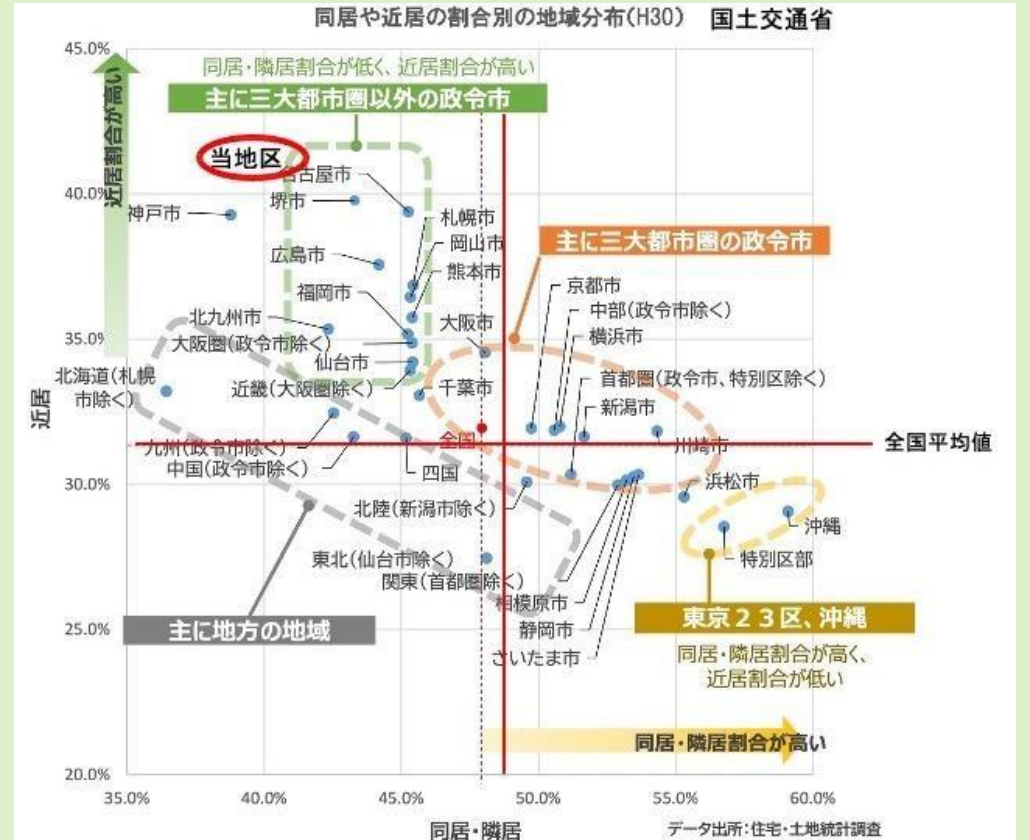 同居や近居の割合別の地域分布(H30)
国土交通省
45.0%
同居・隣居割合が低く、近居割合が高い
主に三大都市圏以外の政令市
近居割合が高い
当地区
名古屋市
40.0%
堺市
神戸市
札幌市
岡山市
広島市
熊本市
主に三大都市圏の政令市
福岡市
京都市
中部(政令市除く)
北九州市
大阪市
横浜市
35.0%
大阪圏(政令市除く)
仙台市
首都圏(政令市、特別区除く)
北海道(札幌
市除く)
近畿(大阪圏除く)
千葉市
新潟市
近居
全国
川崎市
全国平均値
九州(政令市除く)
中国(政令市除く)
四国
浜松市
30.0%
北陸(新潟市除く)
沖縄
東北(仙台市除く)
特別区部
関東(首都圏除く)
相模原市
主に地方の地域
東京23区、沖縄
25.0%
静岡市
さいたま市
同居・隣居割合が高く、
近居割合が低い
同居・隣居割合が高い
20.0%
35.0%
40.0%
45.0%
50.0%
55.0%
60.0%
同居・隣居
データ出所:住宅・土地統計調査